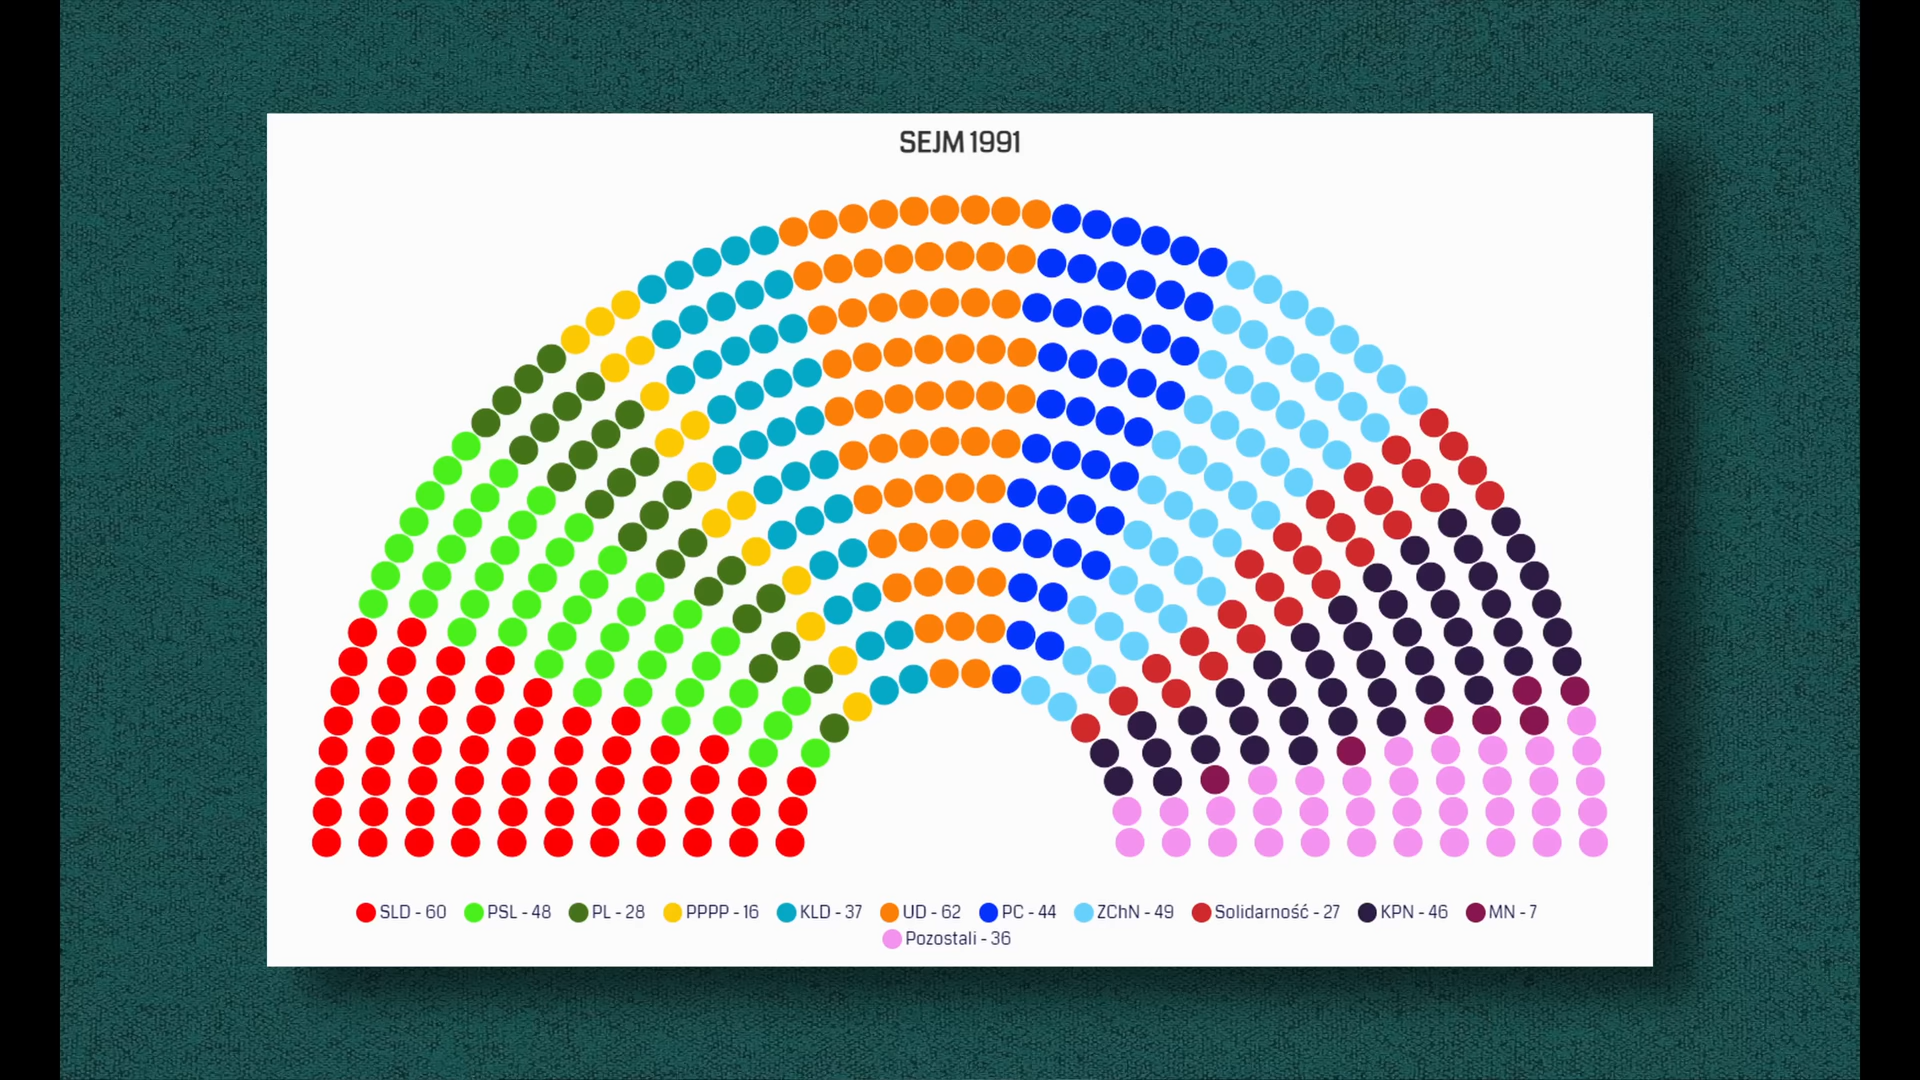 SEJM 1991
SLD - 60 PSL - 48 PL - 28 PPPP - 16 KLD - 37 UD - 62 PC - 44 ZChN - 49 Solidarność - 27 KPN - 46 MN - 7
Pozostali - 36